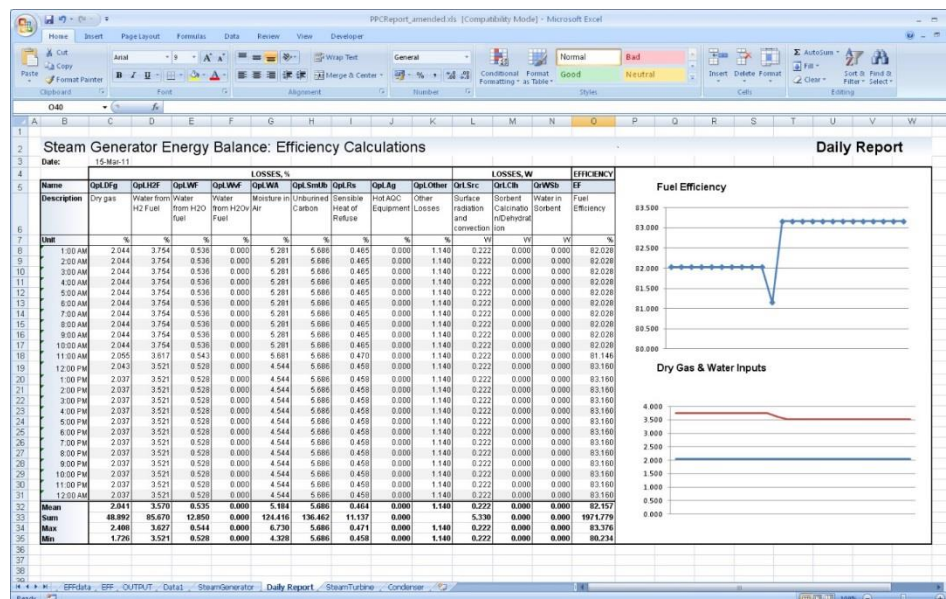 PPCReport_amended.xls [Compatibility Mode] - Microsoft Excel
Home Insert Page Layout Formulas Data Review View Developer
Cut
Copy
Format Painter
Paste
Arial 9
Wrap Text
Merge & Center
General
Conditional Formatting
Format as Table
Normal Bad
Good Neutral
Insert Delete Format
AutoSum
Fill
Clear
Sort & Filter
Find & Select
Clipboard Font Alignment Number Styles Cells Editing
O40 fx
A B C D E F G H I J K L M N O P Q R S T U V W
Steam Generator Energy Balance: Efficiency Calculations Daily Report
Date: 15-Mar-11
LOSSES, % LOSSES, W EFFICIENCY
Name QpLDFg QpLH2F QpLWF QpLWvF QpLWA QpLSmUb QpLRs QpLAg QpLOther QrLSrc QrLClh QrWSb EF
Description Dry gas Water from H2 Fuel Water from H2O fuel Water from H2Ov Fuel Moisture in Air Unburined Carbon Sensible Heat of Refuse Hot AQC Equipment Other Losses Surface radiation and convection Sorbent Calcinatio n/Dehydrat ion Water in Sorbent Fuel Efficiency
Unit % % % % % % % % % W W W %
1:00 AM 2.044 3.754 0.536 0.000 5.281 5.686 0.465 0.000 1.140 0.222 0.000 0.000 82.028
2:00 AM 2.044 3.754 0.536 0.000 5.281 5.686 0.465 0.000 1.140 0.222 0.000 0.000 82.028
3:00 AM 2.044 3.754 0.536 0.000 5.281 5.686 0.465 0.000 1.140 0.222 0.000 0.000 82.028
4:00 AM 2.044 3.754 0.536 0.000 5.281 5.686 0.465 0.000 1.140 0.222 0.000 0.000 82.028
5:00 AM 2.044 3.754 0.536 0.000 5.281 5.686 0.465 0.000 1.140 0.222 0.000 0.000 82.028
6:00 AM 2.044 3.754 0.536 0.000 5.281 5.686 0.465 0.000 1.140 0.222 0.000 0.000 82.028
7:00 AM 2.044 3.754 0.536 0.000 5.281 5.686 0.465 0.000 1.140 0.222 0.000 0.000 82.028
8:00 AM 2.044 3.754 0.536 0.000 5.281 5.686 0.465 0.000 1.140 0.222 0.000 0.000 82.028
9:00 AM 2.044 3.754 0.536 0.000 5.281 5.686 0.465 0.000 1.140 0.222 0.000 0.000 82.028
10:00 AM 2.044 3.754 0.536 0.000 5.281 5.686 0.465 0.000 1.140 0.222 0.000 0.000 82.028
11:00 AM 2.055 3.617 0.543 0.000 5.681 5.686 0.470 0.000 1.140 0.222 0.000 0.000 81.146
12:00 PM 2.043 3.521 0.528 0.000 4.544 5.686 0.458 0.000 1.140 0.222 0.000 0.000 83.160
1:00 PM 2.037 3.521 0.528 0.000 4.544 5.686 0.458 0.000 1.140 0.222 0.000 0.000 83.160
2:00 PM 2.037 3.521 0.528 0.000 4.544 5.686 0.458 0.000 1.140 0.222 0.000 0.000 83.160
3:00 PM 2.037 3.521 0.528 0.000 4.544 5.686 0.458 0.000 1.140 0.222 0.000 0.000 83.160
4:00 PM 2.037 3.521 0.528 0.000 4.544 5.686 0.458 0.000 1.140 0.222 0.000 0.000 83.160
5:00 PM 2.037 3.521 0.528 0.000 4.544 5.686 0.458 0.000 1.140 0.222 0.000 0.000 83.160
6:00 PM 2.037 3.521 0.528 0.000 4.544 5.686 0.458 0.000 1.140 0.222 0.000 0.000 83.160
7:00 PM 2.037 3.521 0.528 0.000 4.544 5.686 0.458 0.000 1.140 0.222 0.000 0.000 83.160
8:00 PM 2.037 3.521 0.528 0.000 4.544 5.686 0.458 0.000 1.140 0.222 0.000 0.000 83.160
9:00 PM 2.037 3.521 0.528 0.000 4.544 5.686 0.458 0.000 1.140 0.222 0.000 0.000 83.160
10:00 PM 2.037 3.521 0.528 0.000 4.544 5.686 0.458 0.000 1.140 0.222 0.000 0.000 83.160
11:00 PM 2.037 3.521 0.528 0.000 4.544 5.686 0.458 0.000 1.140 0.222 0.000 0.000 83.160
12:00 AM 2.037 3.521 0.528 0.000 4.544 5.686 0.458 0.000 1.140 0.222 0.000 0.000 83.160
Mean 2.041 3.570 0.535 0.000 5.184 5.686 0.464 0.000 1.140 0.222 0.000 0.000 82.157
Sum 48.892 85.670 12.850 0.000 124.416 136.462 11.137 0.000 5.330 0.000 0.000 1971.779
Max 2.408 3.627 0.544 0.000 6.730 5.686 0.471 0.000 1.140 0.222 0.000 0.000 83.376
Min 1.726 3.521 0.528 0.000 4.328 5.686 0.458 0.000 1.140 0.222 0.000 0.000 80.234
Fuel Efficiency
83.500
83.000
82.500
82.000
81.500
81.000
80.500
80.000
Dry Gas & Water Inputs
4.000
3.500
3.000
2.500
2.000
1.500
1.000
0.500
0.000
EFFdata EFF OUTPUT Data1 SteamGenerator Daily Report SteamTurbine Condenser
Ready